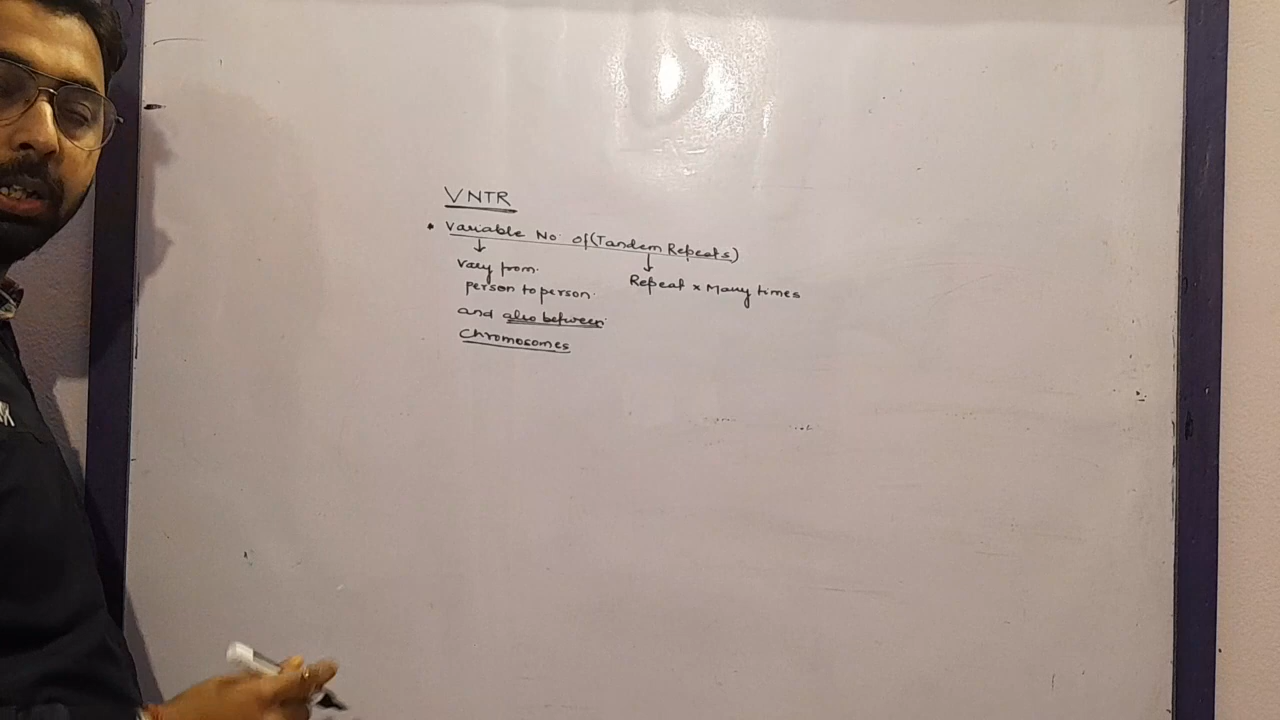 VNTR
• Variable No. of (Tandem Repeats)
↓ ↓
Vary from Repeat × Many times
person to person.
and also between
Chromosomes